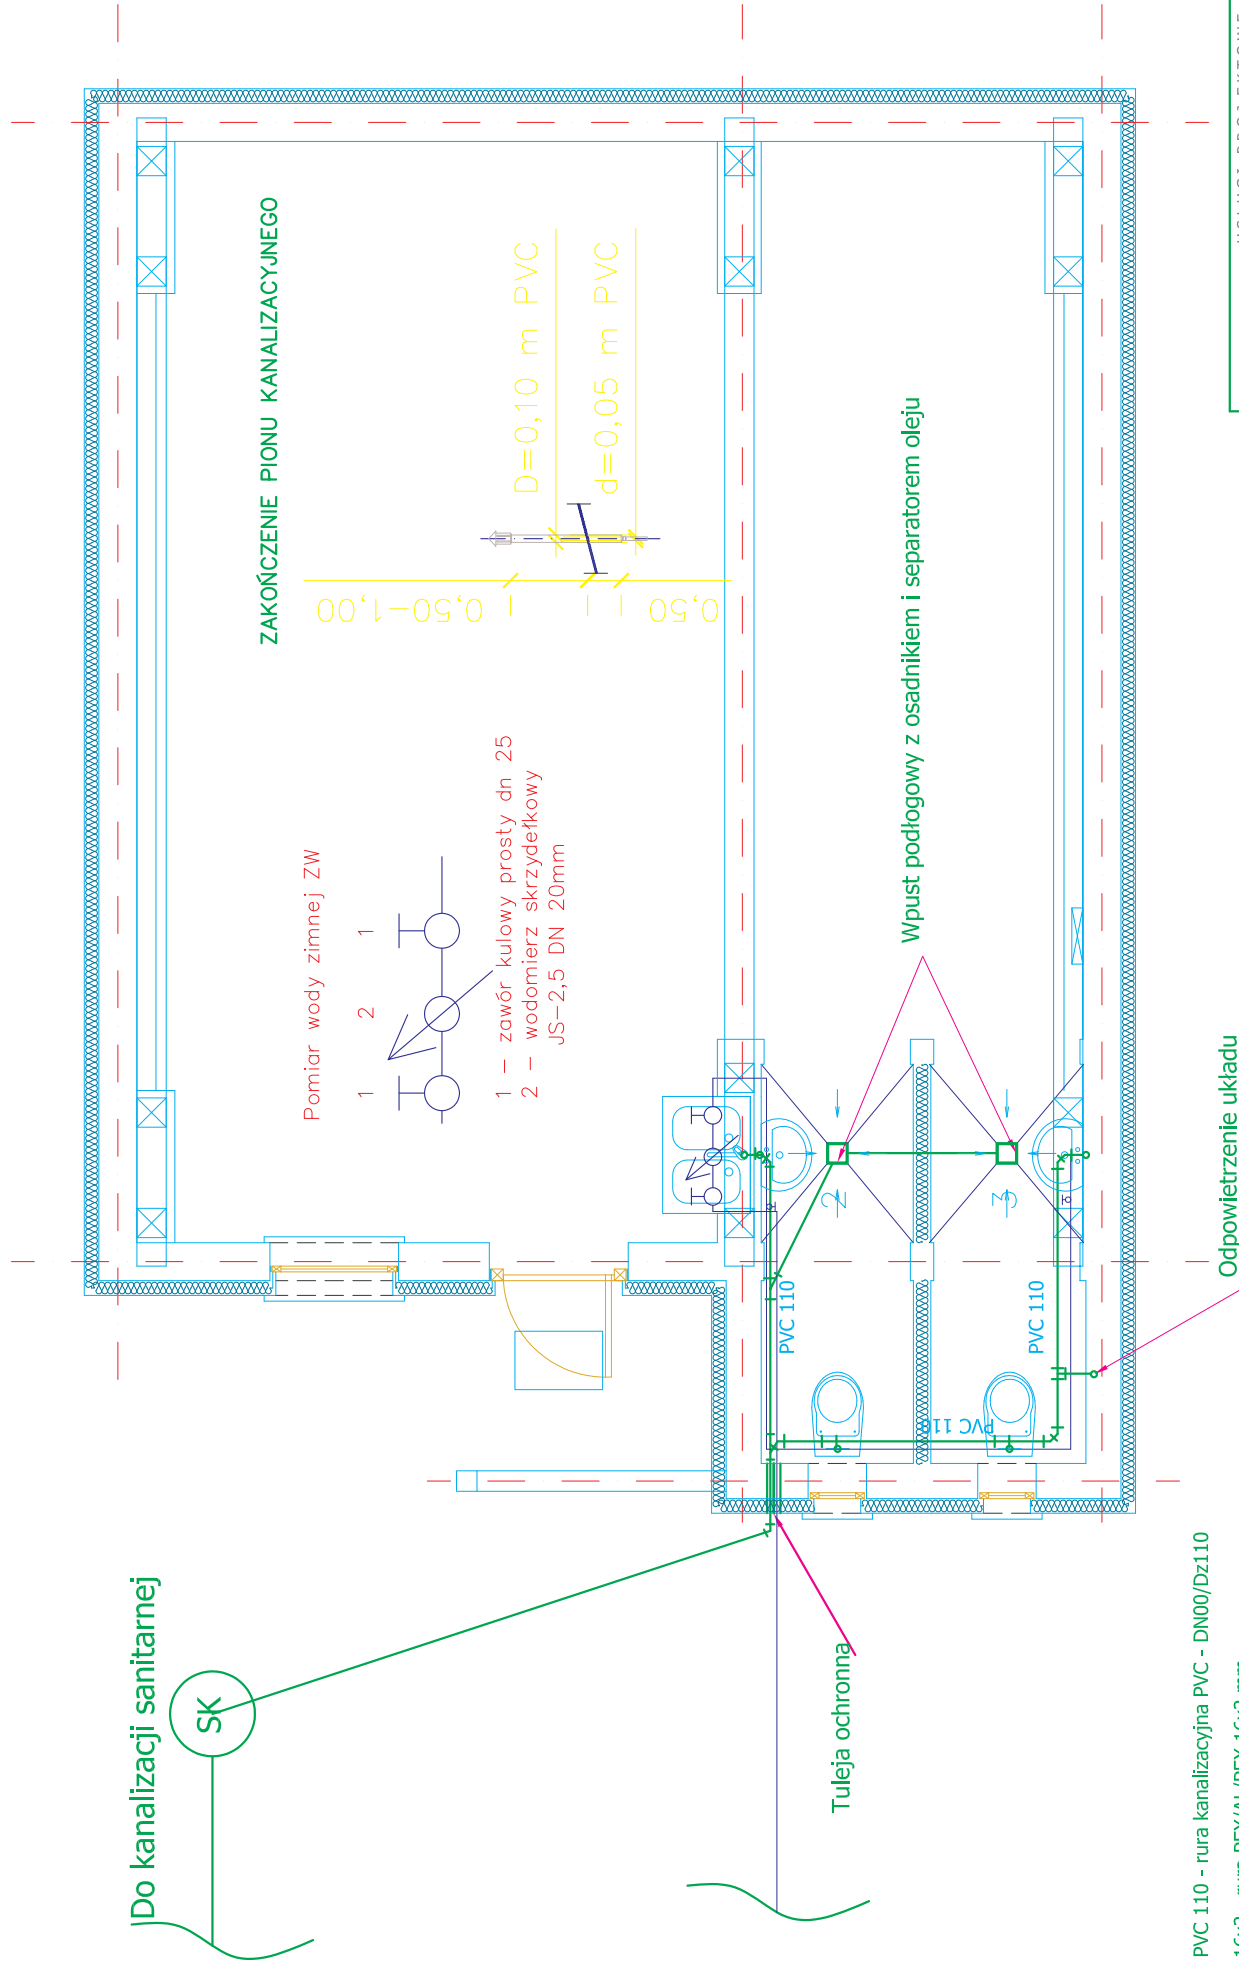 Do kanalizacji sanitarnej
SK
ZAKOŃCZENIE PIONU KANALIZACYJNEGO
Pomiar wody zimnej ZW
1 2 1
1 – zawór kulowy prosty dn 25
2 – wodomierz skrzydełkowy
JS–2,5 DN 20mm
0,50–1,00
0,50
D=0,10 m PVC
d=0,05 m PVC
Wpust podłogowy z osadnikiem i separatorem oleju
2
3
PVC 110
PVC 110
PVC 110
Tuleja ochronna
Odpowietrzenie układu
PVC 110 - rura kanalizacyjna PVC - DN00/Dz110